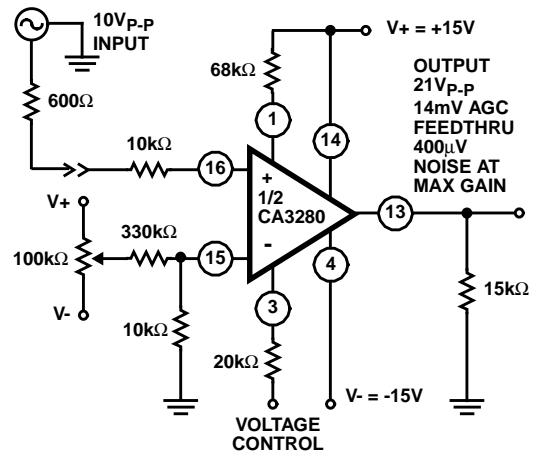 10VP-P
INPUT
600Ω
68kΩ
V+ = +15V
OUTPUT
21VP-P
14mV AGC
FEEDTHRU
400μV
NOISE AT
MAX GAIN
1
14
10kΩ
16
+
1/2
CA3280
-
13
V+
330kΩ
100kΩ
15
4
V-
10kΩ
3
15kΩ
20kΩ
V- = -15V
VOLTAGE
CONTROL